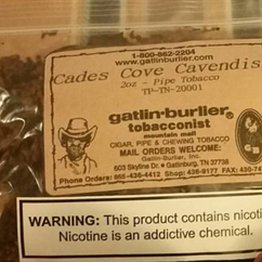 1-800-862-2204
www.gatlinburlier.com
Cades Cove Cavendis
2oz - Pipe Tobacco
TP-TN-20001
gatlin·burlier®
tobacconist
mountain mall
CIGAR, PIPE & CHEWING TOBACCO
MAIL ORDERS WELCOME:
Gatlin-Burlier, Inc.
603 Skyline Dr. • Gatlinburg, TN 37738
Phone Orders: 865-436-4412 Shop: 436-9177 FAX: 430-74
WARNING: This product contains nicoti
Nicotine is an addictive chemical.